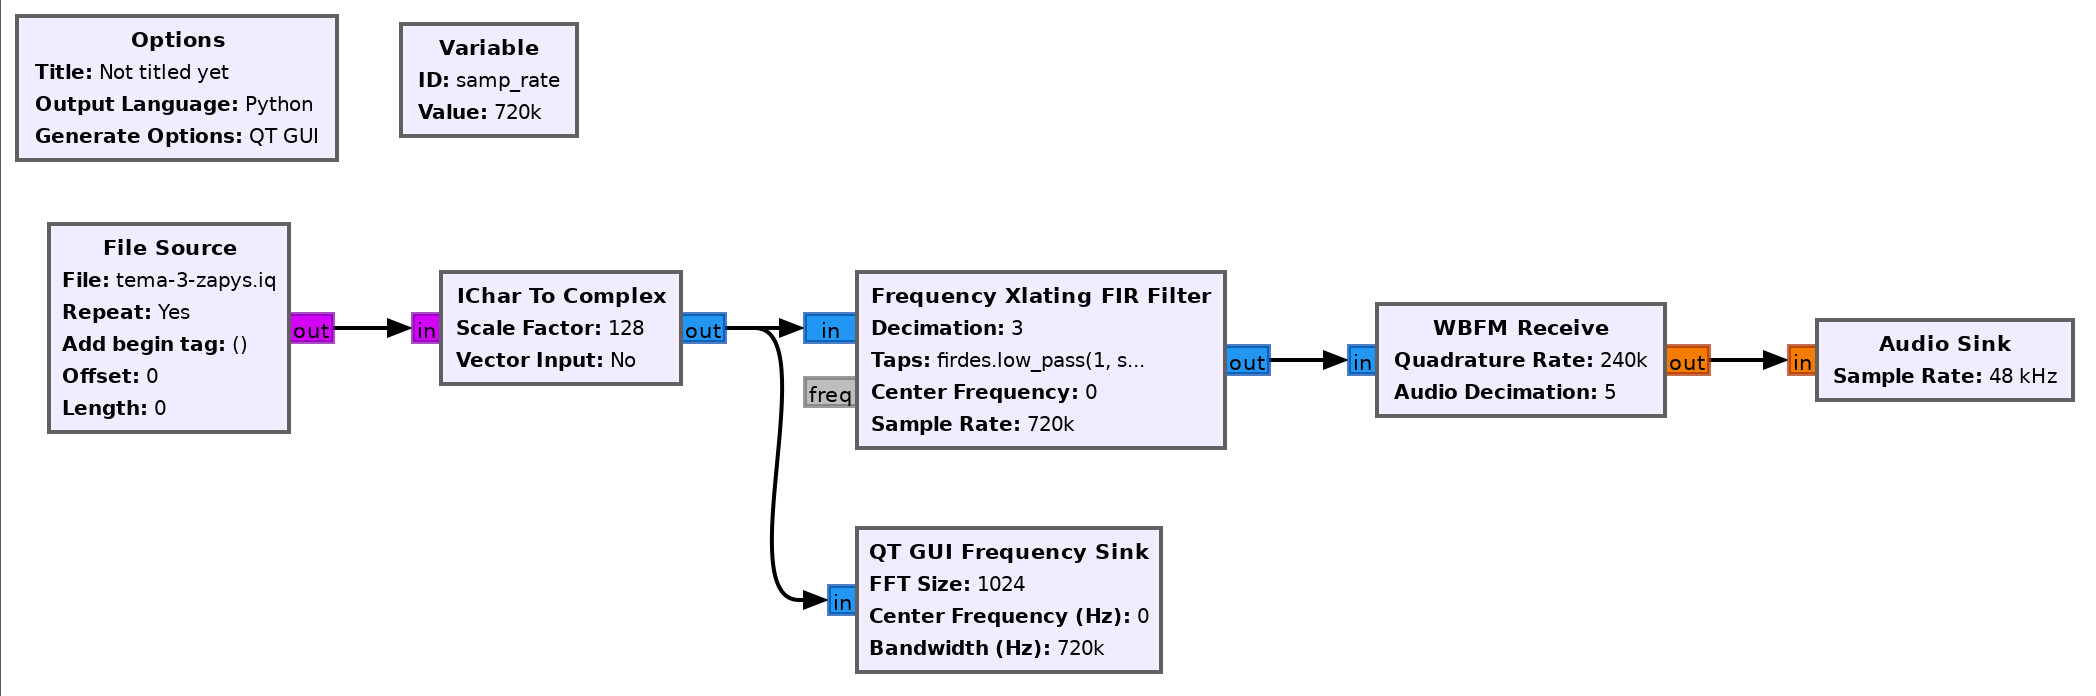 Options
Title: Not titled yet
Output Language: Python
Generate Options: QT GUI
Variable
ID: samp_rate
Value: 720k
File Source
File: tema-3-zapys.iq
Repeat: Yes
Add begin tag: ()
Offset: 0
Length: 0
out
in
IChar To Complex
Scale Factor: 128
Vector Input: No
out
in
freq
Frequency Xlating FIR Filter
Decimation: 3
Taps: firdes.low_pass(1, s...
Center Frequency: 0
Sample Rate: 720k
out
in
WBFM Receive
Quadrature Rate: 240k
Audio Decimation: 5
out
in
Audio Sink
Sample Rate: 48 kHz
in
QT GUI Frequency Sink
FFT Size: 1024
Center Frequency (Hz): 0
Bandwidth (Hz): 720k